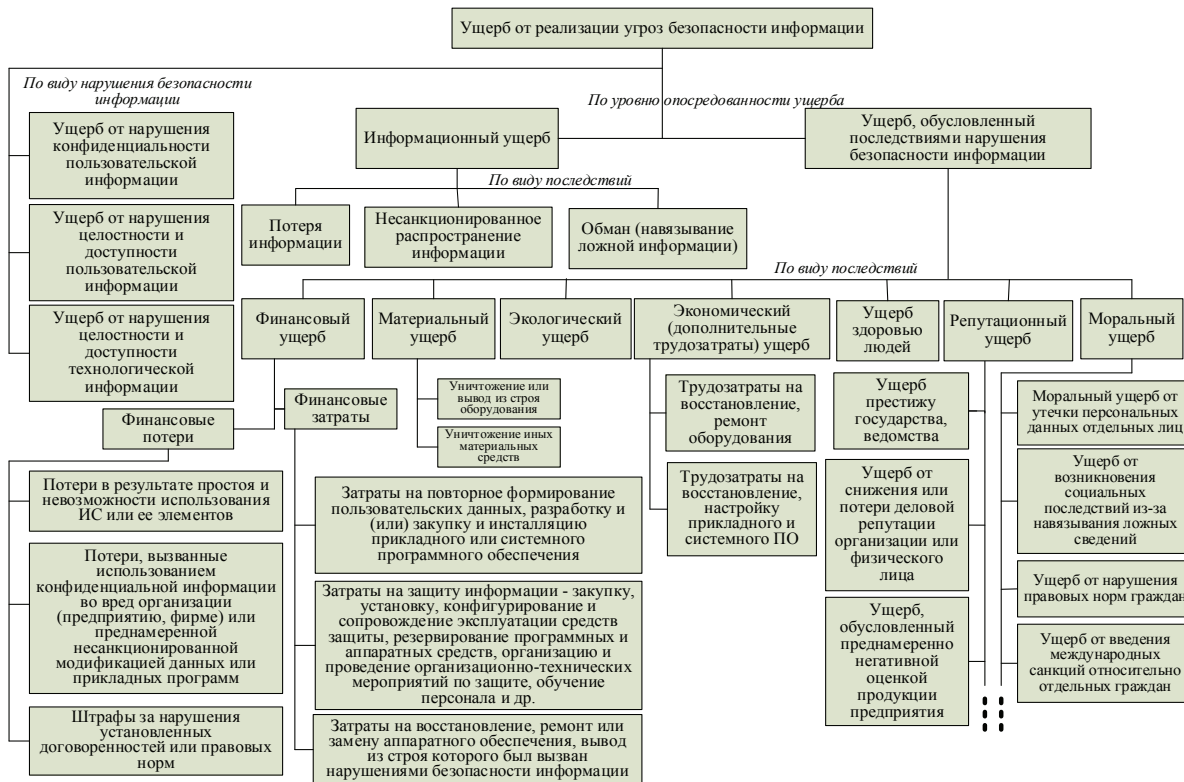 Ущерб от реализации угроз безопасности информации
По виду нарушения безопасности
информации
По уровню опосредованности ущерба
Ущерб от нарушения
конфиденциальности
пользовательской
информации
Ущерб от нарушения
целостности и
доступности
пользовательской
информации
Ущерб от нарушения
целостности и
доступности
технологической
информации
Информационный ущерб
Ущерб, обусловленный
последствиями нарушения
безопасности информации
По виду последствий
Потеря
информации
Несанкционированное
распространение
информации
Обман (навязывание
ложной информации)
По виду последствий
Финансовый
ущерб
Материальный
ущерб
Экологический
ущерб
Экономический
(дополнительные
трудозатраты) ущерб
Ущерб
здоровью
людей
Репутационный
ущерб
Моральный
ущерб
Финансовые
потери
Финансовые
затраты
Потери в результате простоя и
невозможности использования
ИС или ее элементов
Потери, вызванные
использованием
конфиденциальной информации
во вред организации
(предприятию, фирме) или
преднамеренной
несанкционированной
модификацией данных или
прикладных программ
Штрафы за нарушения
установленных
договоренностей или правовых
норм
Затраты на повторное формирование
пользовательских данных, разработку и
(или) закупку и инсталляцию
прикладного или системного
программного обеспечения
Затраты на защиту информации - закупку,
установку, конфигурирование и
сопровождение эксплуатации средств
защиты, резервирование программных и
аппаратных средств, организацию и
проведение организационно-технических
мероприятий по защите, обучение
персонала и др.
Затраты на восстановление, ремонт или
замену аппаратного обеспечения, вывод
из строя которого был вызван
нарушениями безопасности информации
Уничтожение или
вывод из строя
оборудования
Уничтожение иных
материальных
средств
Трудозатраты на
восстановление,
ремонт
оборудования
Трудозатраты на
восстановление,
настройку
прикладного и
системного ПО
Ущерб
престижу
государства,
ведомства
Ущерб от
снижения или
потери деловой
репутации
организации или
физического
лица
Ущерб,
обусловленный
преднамеренно
негативной
оценкой
продукции
предприятия
Моральный ущерб от
утечки персональных
данных отдельных лиц
Ущерб от
возникновения
социальных
последствий из-за
навязывания ложных
сведений
Ущерб от нарушения
правовых норм граждан
Ущерб от введения
международных
санкций относительно
отдельных граждан